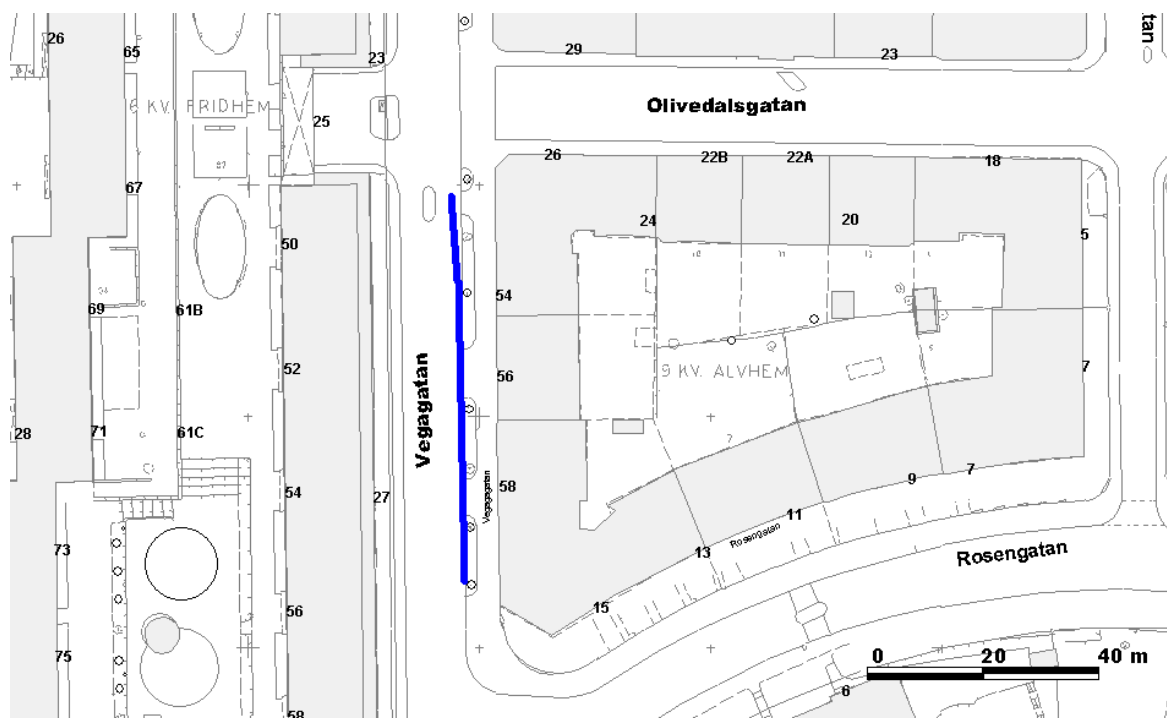 26
65
29
23
23
tan
6 KV. FRIDHEM
25
Olivedalsgatan
26
22B
22A
18
67
24
20
5
50
54
69
61B
52
Vegagatan
56
9 KV. ALVHEM
7
28
71
61C
54
27
58
Vegagatan
9
7
11
Rosengatan
13
Rosengatan
73
56
15
75
0 20 40 m
6
58